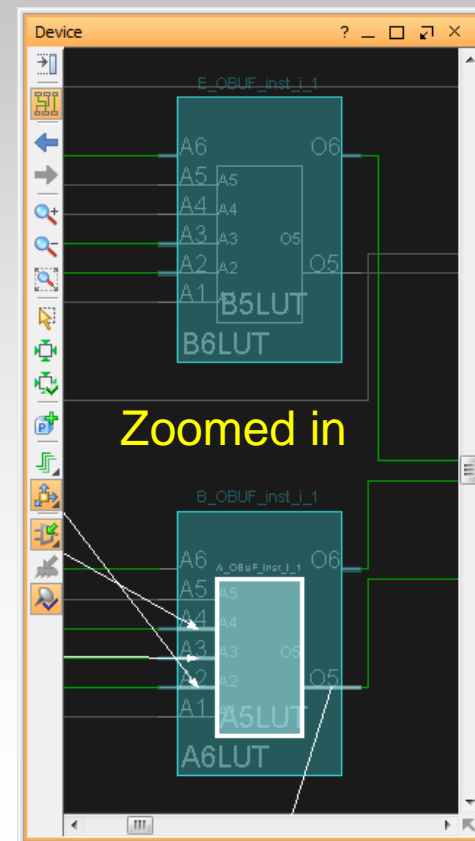 Device ?
E_OBUF_inst_i_1
A6 O6
A5 A5
A4 A4
A3 A3 O5
A2 A2 O5
A1 A1
B5LUT
B6LUT
Zoomed in
B_OBUF_inst_i_1
A6 A_OBUF_inst_i_1 O6
A5 A5
A4 A4
A3 A3 O5
A2 A2 O5
A1
A5LUT
A6LUT